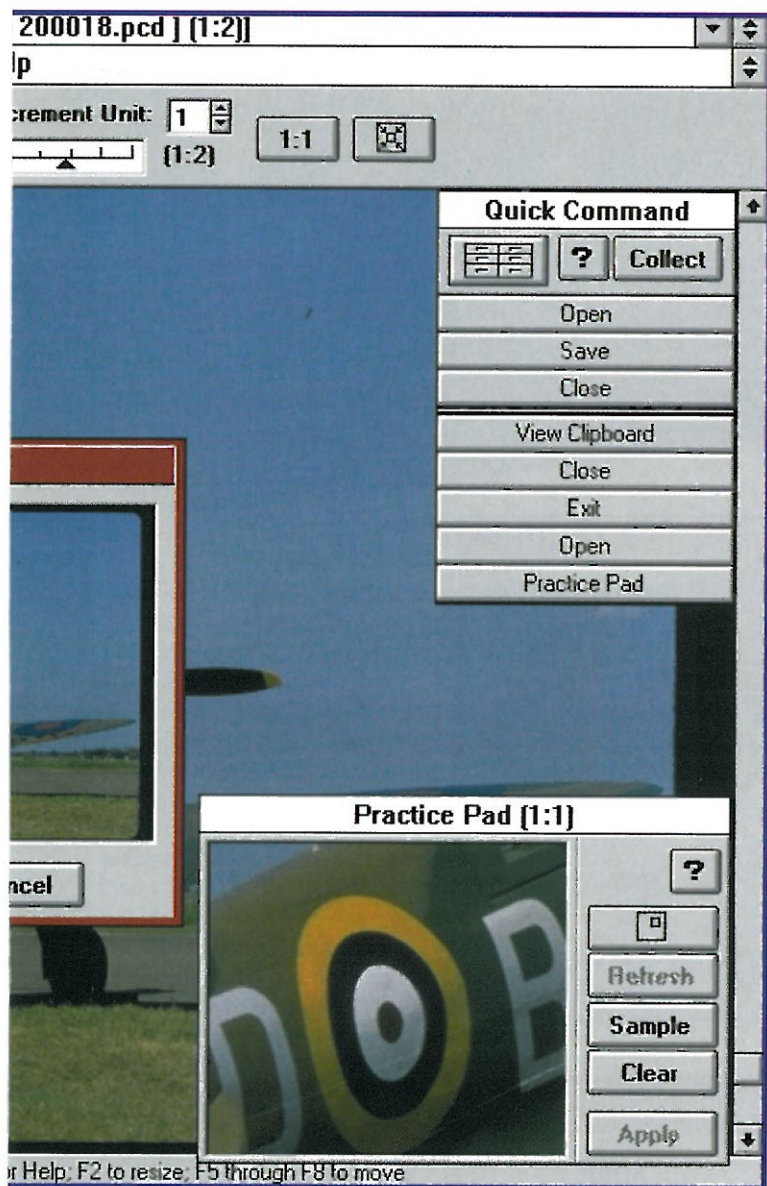 200018.pcd ] (1:2)]
lp
crement Unit: 1
(1:2) 1:1
Quick Command
? Collect
Open
Save
Close
View Clipboard
Close
Exit
Open
Practice Pad
ncel
Practice Pad (1:1)
?
Refresh
Sample
Clear
Apply
D B
r Help; F2 to resize; F5 through F8 to move